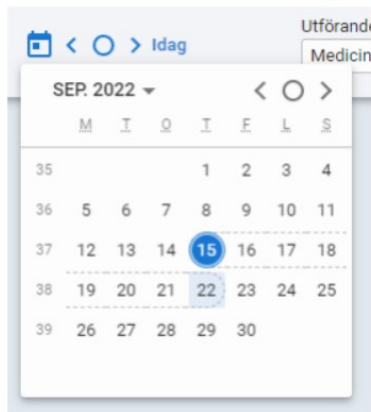 Utförande
Idag
Medicin
SEP. 2022
M T O T F L S
35 1 2 3 4
36 5 6 7 8 9 10 11
37 12 13 14 15 16 17 18
38 19 20 21 22 23 24 25
39 26 27 28 29 30